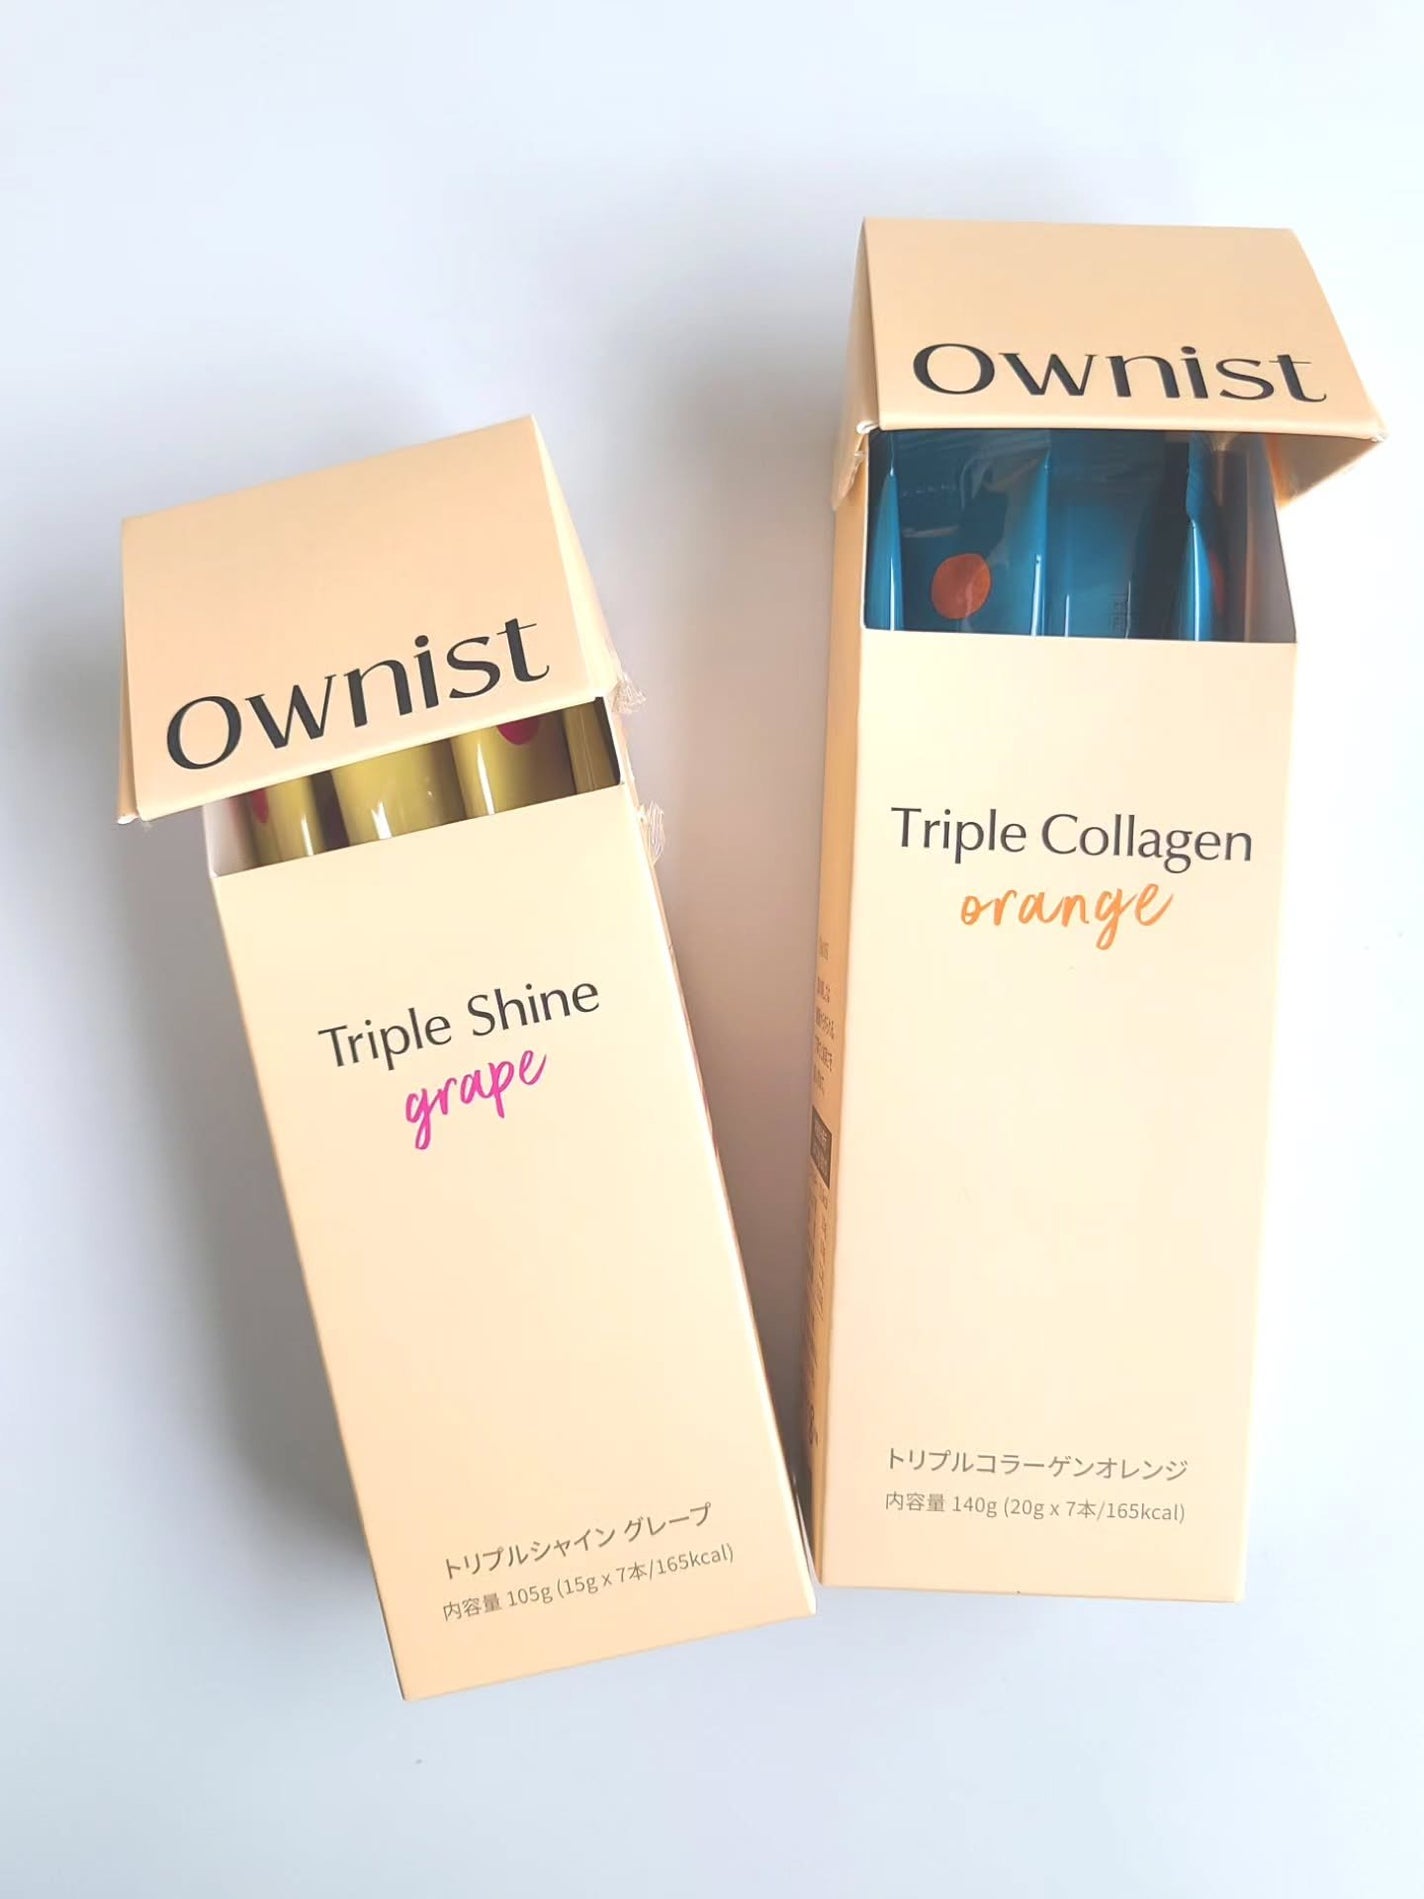 Ownist
Triple Shine
grape
トリプルシャイン グレープ
内容量 105g (15g x 7本/165kcal)
Ownist
Triple Collagen
orange
トリプルコラーゲンオレンジ
内容量 140g (20g x 7本/165kcal)